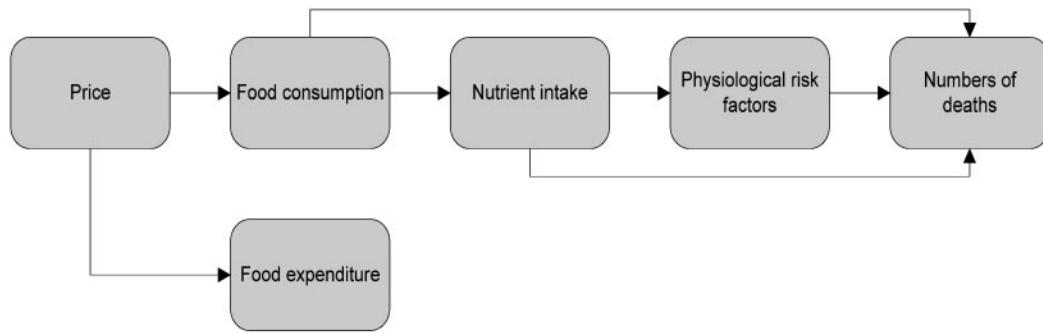 Price
Food consumption
Nutrient intake
Physiological risk
factors
Numbers of
deaths
Food expenditure